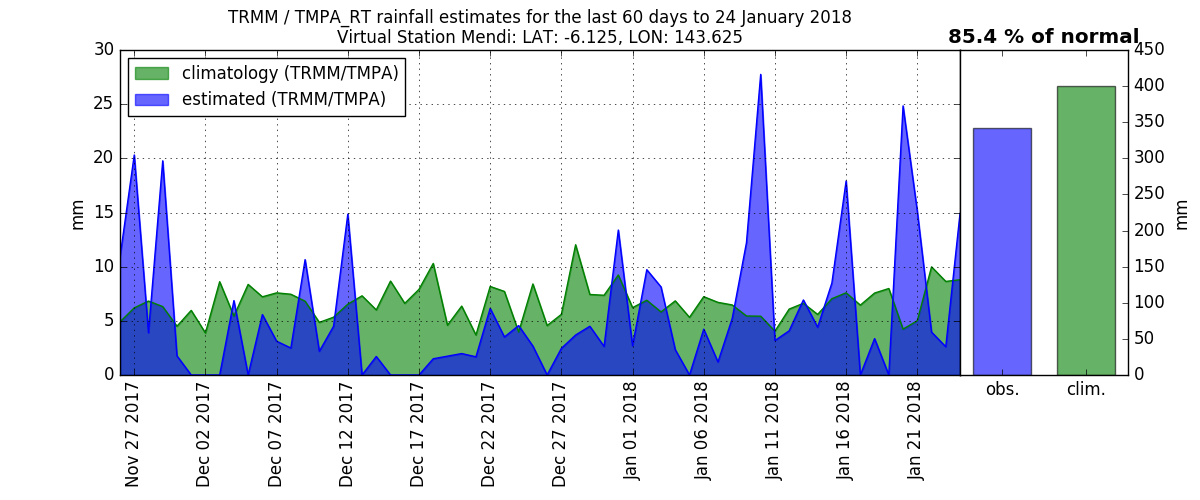 TRMM / TMPA_RT rainfall estimates for the last 60 days to 24 January 2018
Virtual Station Mendi: LAT: -6.125, LON: 143.625
85.4 % of normal
climatology (TRMM/TMPA)
estimated (TRMM/TMPA)
30
25
20
15
10
5
0
mm
Nov 27 2017
Dec 02 2017
Dec 07 2017
Dec 12 2017
Dec 17 2017
Dec 22 2017
Dec 27 2017
Jan 01 2018
Jan 06 2018
Jan 11 2018
Jan 16 2018
Jan 21 2018
450
400
350
300
250
200
150
100
50
0
mm
obs.
clim.